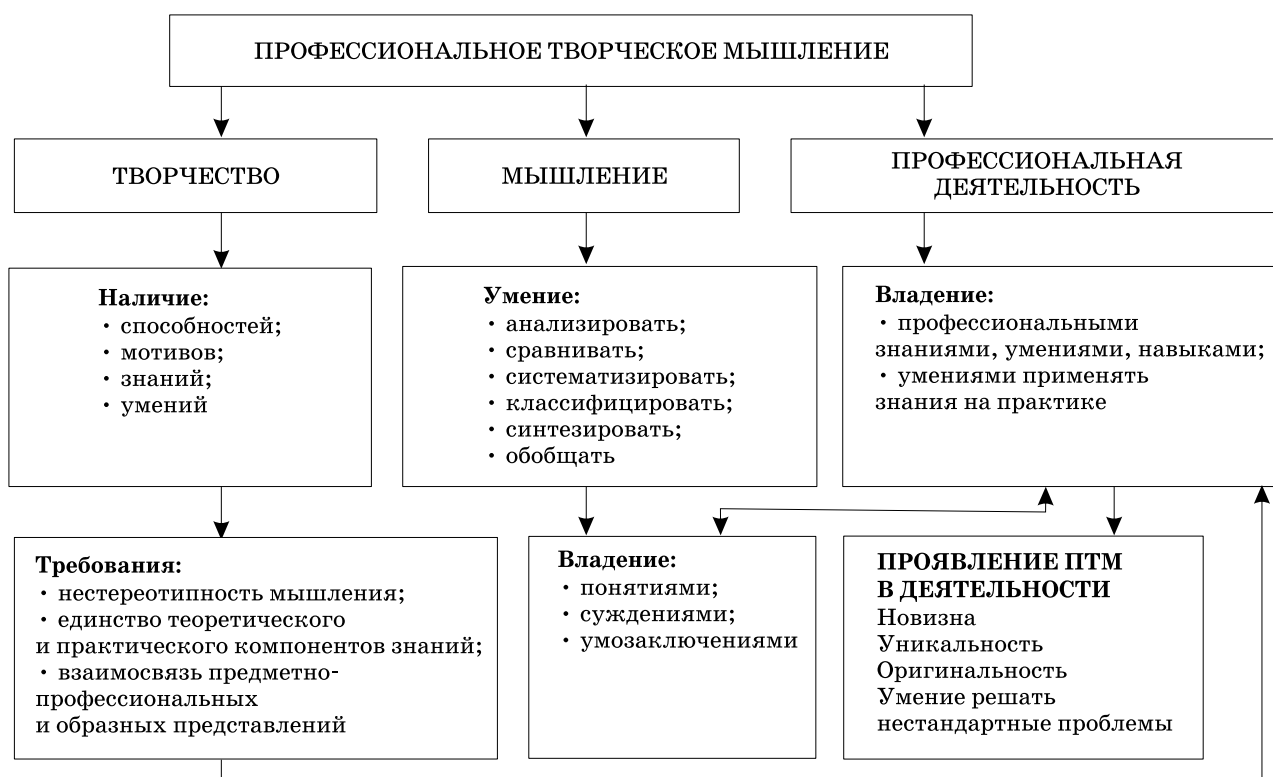 ПРОФЕССИОНАЛЬНОЕ ТВОРЧЕСКОЕ МЫШЛЕНИЕ
ТВОРЧЕСТВО
МЫШЛЕНИЕ
ПРОФЕССИОНАЛЬНАЯ
ДЕЯТЕЛЬНОСТЬ
Наличие:
• способностей;
• мотивов;
• знаний;
• умений
Умение:
• анализировать;
• сравнивать;
• систематизировать;
• классифицировать;
• синтезировать;
• обобщать
Владение:
• профессиональными
знаниями, умениями, навыками;
• умениями применять
знания на практике
Требования:
• нестереотипность мышления;
• единство теоретического
и практического компонентов знаний;
• взаимосвязь предметно-
профессиональных
и образных представлений
Владение:
• понятиями;
• суждениями;
• умозаключениями
ПРОЯВЛЕНИЕ ПТМ
В ДЕЯТЕЛЬНОСТИ
Новизна
Уникальность
Оригинальность
Умение решать
нестандартные проблемы